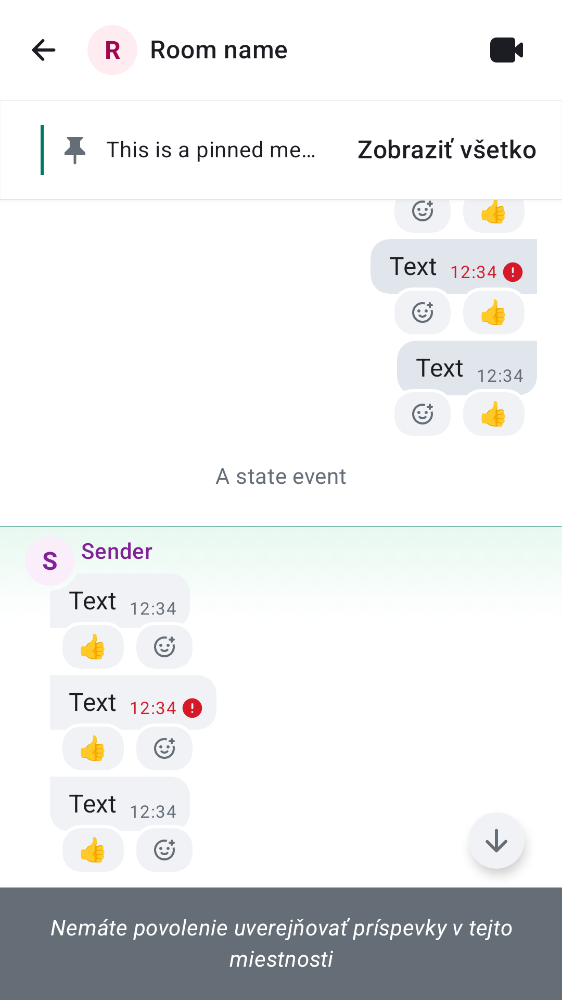 R Room name
This is a pinned me… Zobraziť všetko
Text 12:34
Text 12:34
A state event
S Sender
Text 12:34
Text 12:34
Text 12:34
Nemáte povolenie uverejňovať príspevky v tejto
miestnosti